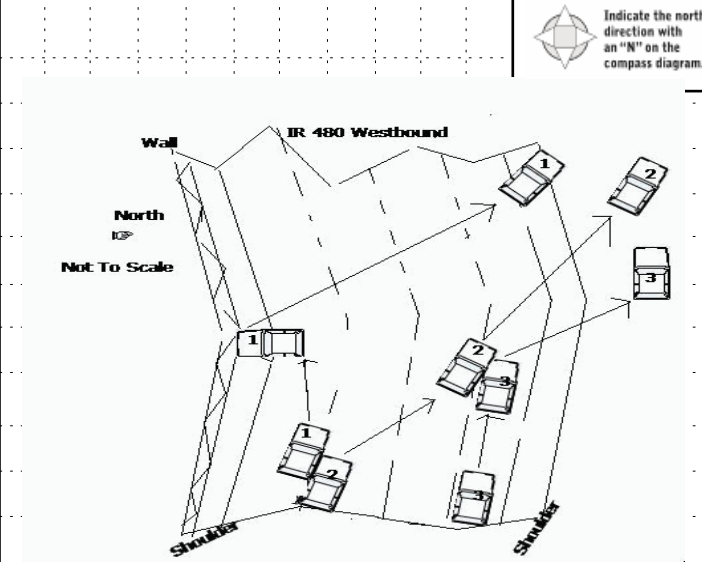 Indicate the north
direction with
an "N" on the
compass diagram.
IR 480 Westbound
Wall
1
2
North
Not To Scale
3
1
2
3
1
2
3
Shoulder
Shoulder